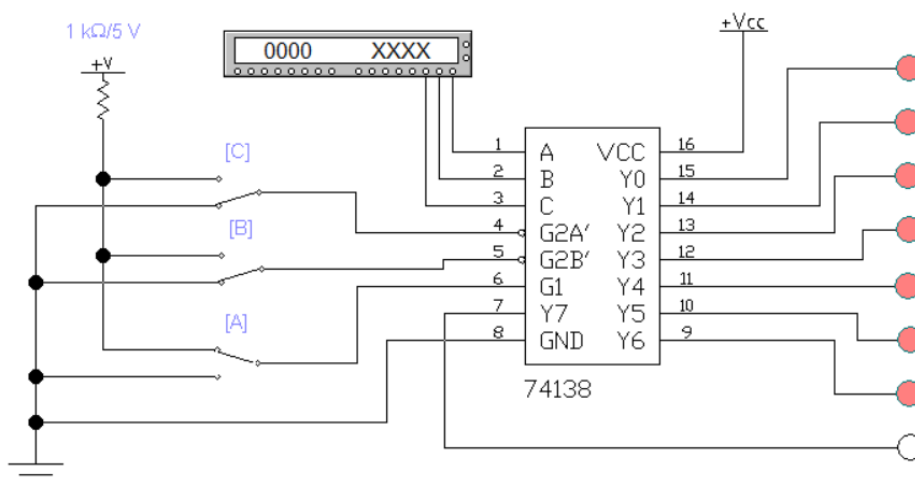 1 kΩ/5 V
+V
0000 XXXX
+Vcc
[C]
[B]
[A]
1 A VCC 16
2 B Y0 15
3 C Y1 14
4 G2A' Y2 13
5 G2B' Y3 12
6 G1 Y4 11
7 Y7 Y5 10
8 GND Y6 9
74138